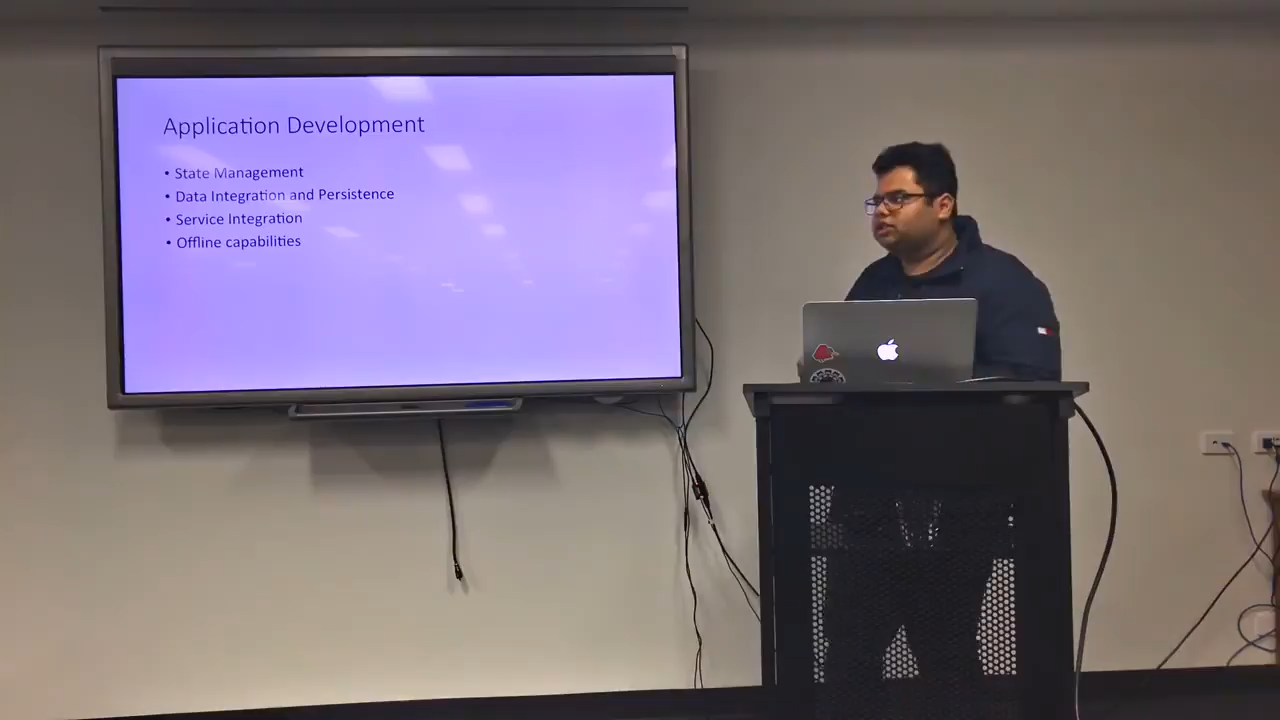 Application Development
• State Management
• Data Integration and Persistence
• Service Integration
• Offline capabilities